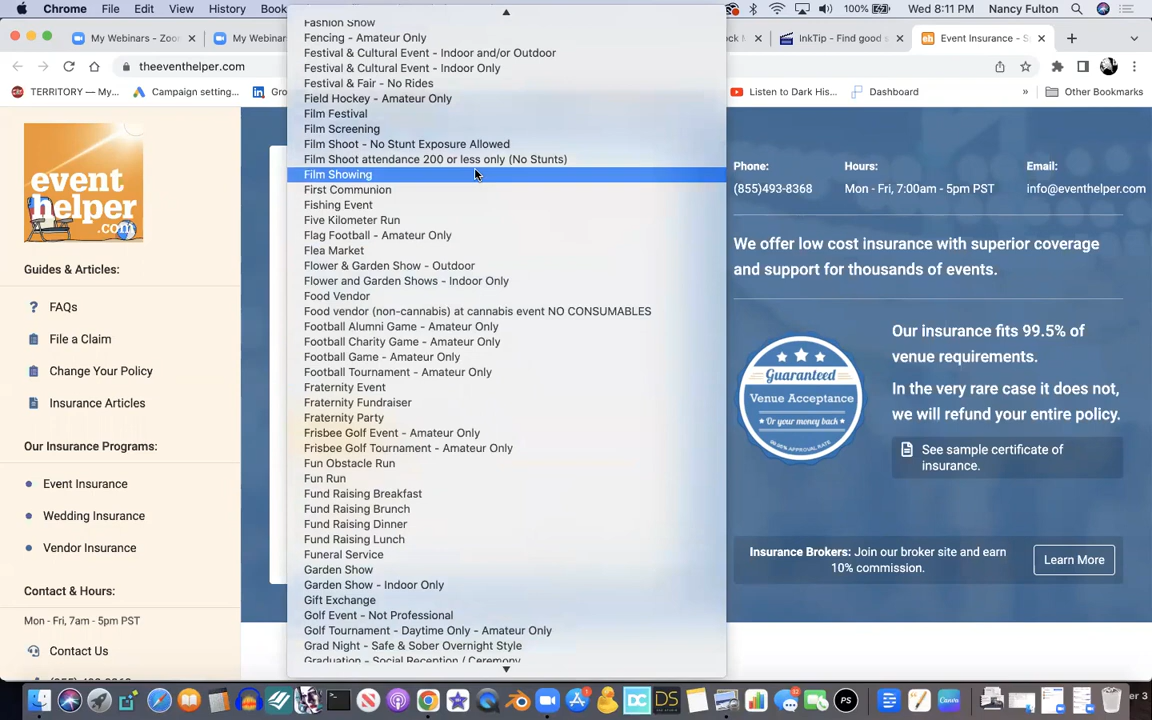 Chrome File Edit View History Book 100% Wed 8:11 PM Nancy Fulton
My Webinars - Zoo My Webina ck M InkTip - Find good s Event Insurance - S
theeventhelper.com
TERRITORY — My... Campaign setting... Gro Listen to Dark His... Dashboard » Other Bookmarks
Fashion Show
Fencing - Amateur Only
Festival & Cultural Event - Indoor and/or Outdoor
Festival & Cultural Event - Indoor Only
Festival & Fair - No Rides
Field Hockey - Amateur Only
Film Festival
Film Screening
Film Shoot - No Stunt Exposure Allowed
Film Shoot attendance 200 or less only (No Stunts)
Film Showing
First Communion
Fishing Event
Five Kilometer Run
Flag Football - Amateur Only
Flea Market
Flower & Garden Show - Outdoor
Flower and Garden Shows - Indoor Only
Food Vendor
Food vendor (non-cannabis) at cannabis event NO CONSUMABLES
Football Alumni Game - Amateur Only
Football Charity Game - Amateur Only
Football Game - Amateur Only
Football Tournament - Amateur Only
Fraternity Event
Fraternity Fundraiser
Fraternity Party
Frisbee Golf Event - Amateur Only
Frisbee Golf Tournament - Amateur Only
Fun Obstacle Run
Fun Run
Fund Raising Breakfast
Fund Raising Brunch
Fund Raising Dinner
Fund Raising Lunch
Funeral Service
Garden Show
Garden Show - Indoor Only
Gift Exchange
Golf Event - Not Professional
Golf Tournament - Daytime Only - Amateur Only
Grad Night - Safe & Sober Overnight Style
Graduation - Social Reception / Ceremony
eh
event
helper
.com
Guides & Articles:
? FAQs
File a Claim
Change Your Policy
Insurance Articles
Our Insurance Programs:
Event Insurance
Wedding Insurance
Vendor Insurance
Contact & Hours:
Mon - Fri, 7am - 5pm PST
Contact Us
Phone: Hours: Email:
(855)493-8368 Mon - Fri, 7:00am - 5pm PST info@eventhelper.com
We offer low cost insurance with superior coverage
and support for thousands of events.
Guaranteed
Venue Acceptance
Or your money back
Our insurance fits 99.5% of
venue requirements.
In the very rare case it does not,
we will refund your entire policy.
See sample certificate of
insurance.
Insurance Brokers: Join our broker site and earn
10% commission.
Learn More
DC DS PS Canva